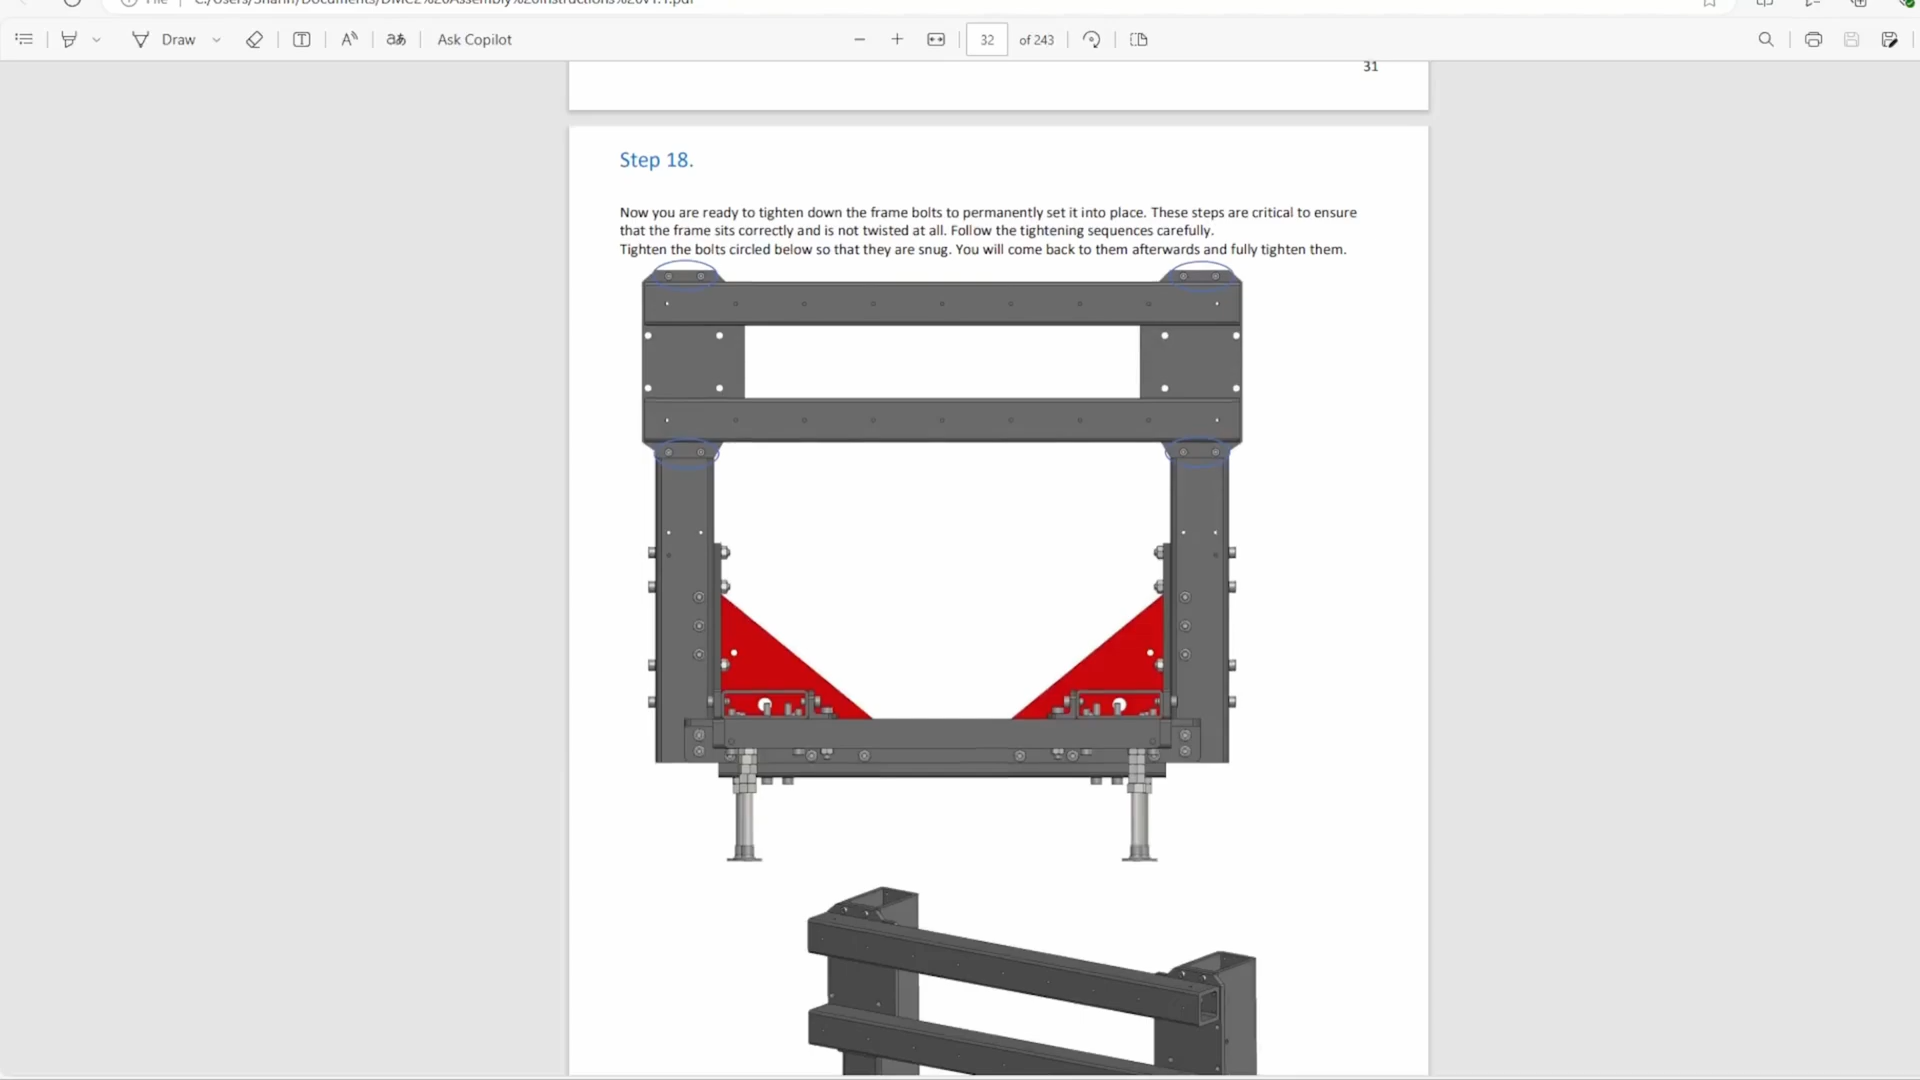 Draw
Ask Copilot
32
of 243
31
Step 18.
Now you are ready to tighten down the frame bolts to permanently set it into place. These steps are critical to ensure
that the frame sits correctly and is not twisted at all. Follow the tightening sequences carefully.
Tighten the bolts circled below so that they are snug. You will come back to them afterwards and fully tighten them.